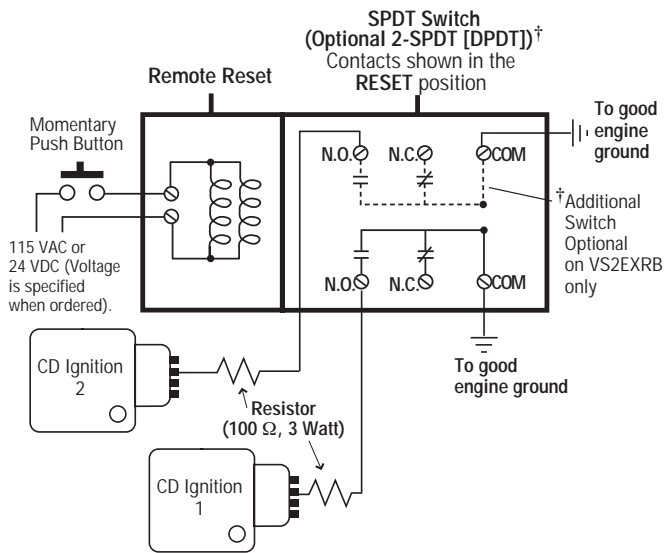 SPDT Switch
(Optional 2-SPDT [DPDT])†
Contacts shown in the
RESET position
Remote Reset
Momentary
Push Button
To good
engine
ground
N.O.
N.C.
COM
†Additional
Switch
Optional
on VS2EXRB
only
115 VAC or
24 VDC (Voltage
is specified
when ordered).
N.O.
N.C.
COM
To good
engine ground
CD Ignition
2
Resistor
(100 Ω, 3 Watt)
CD Ignition
1